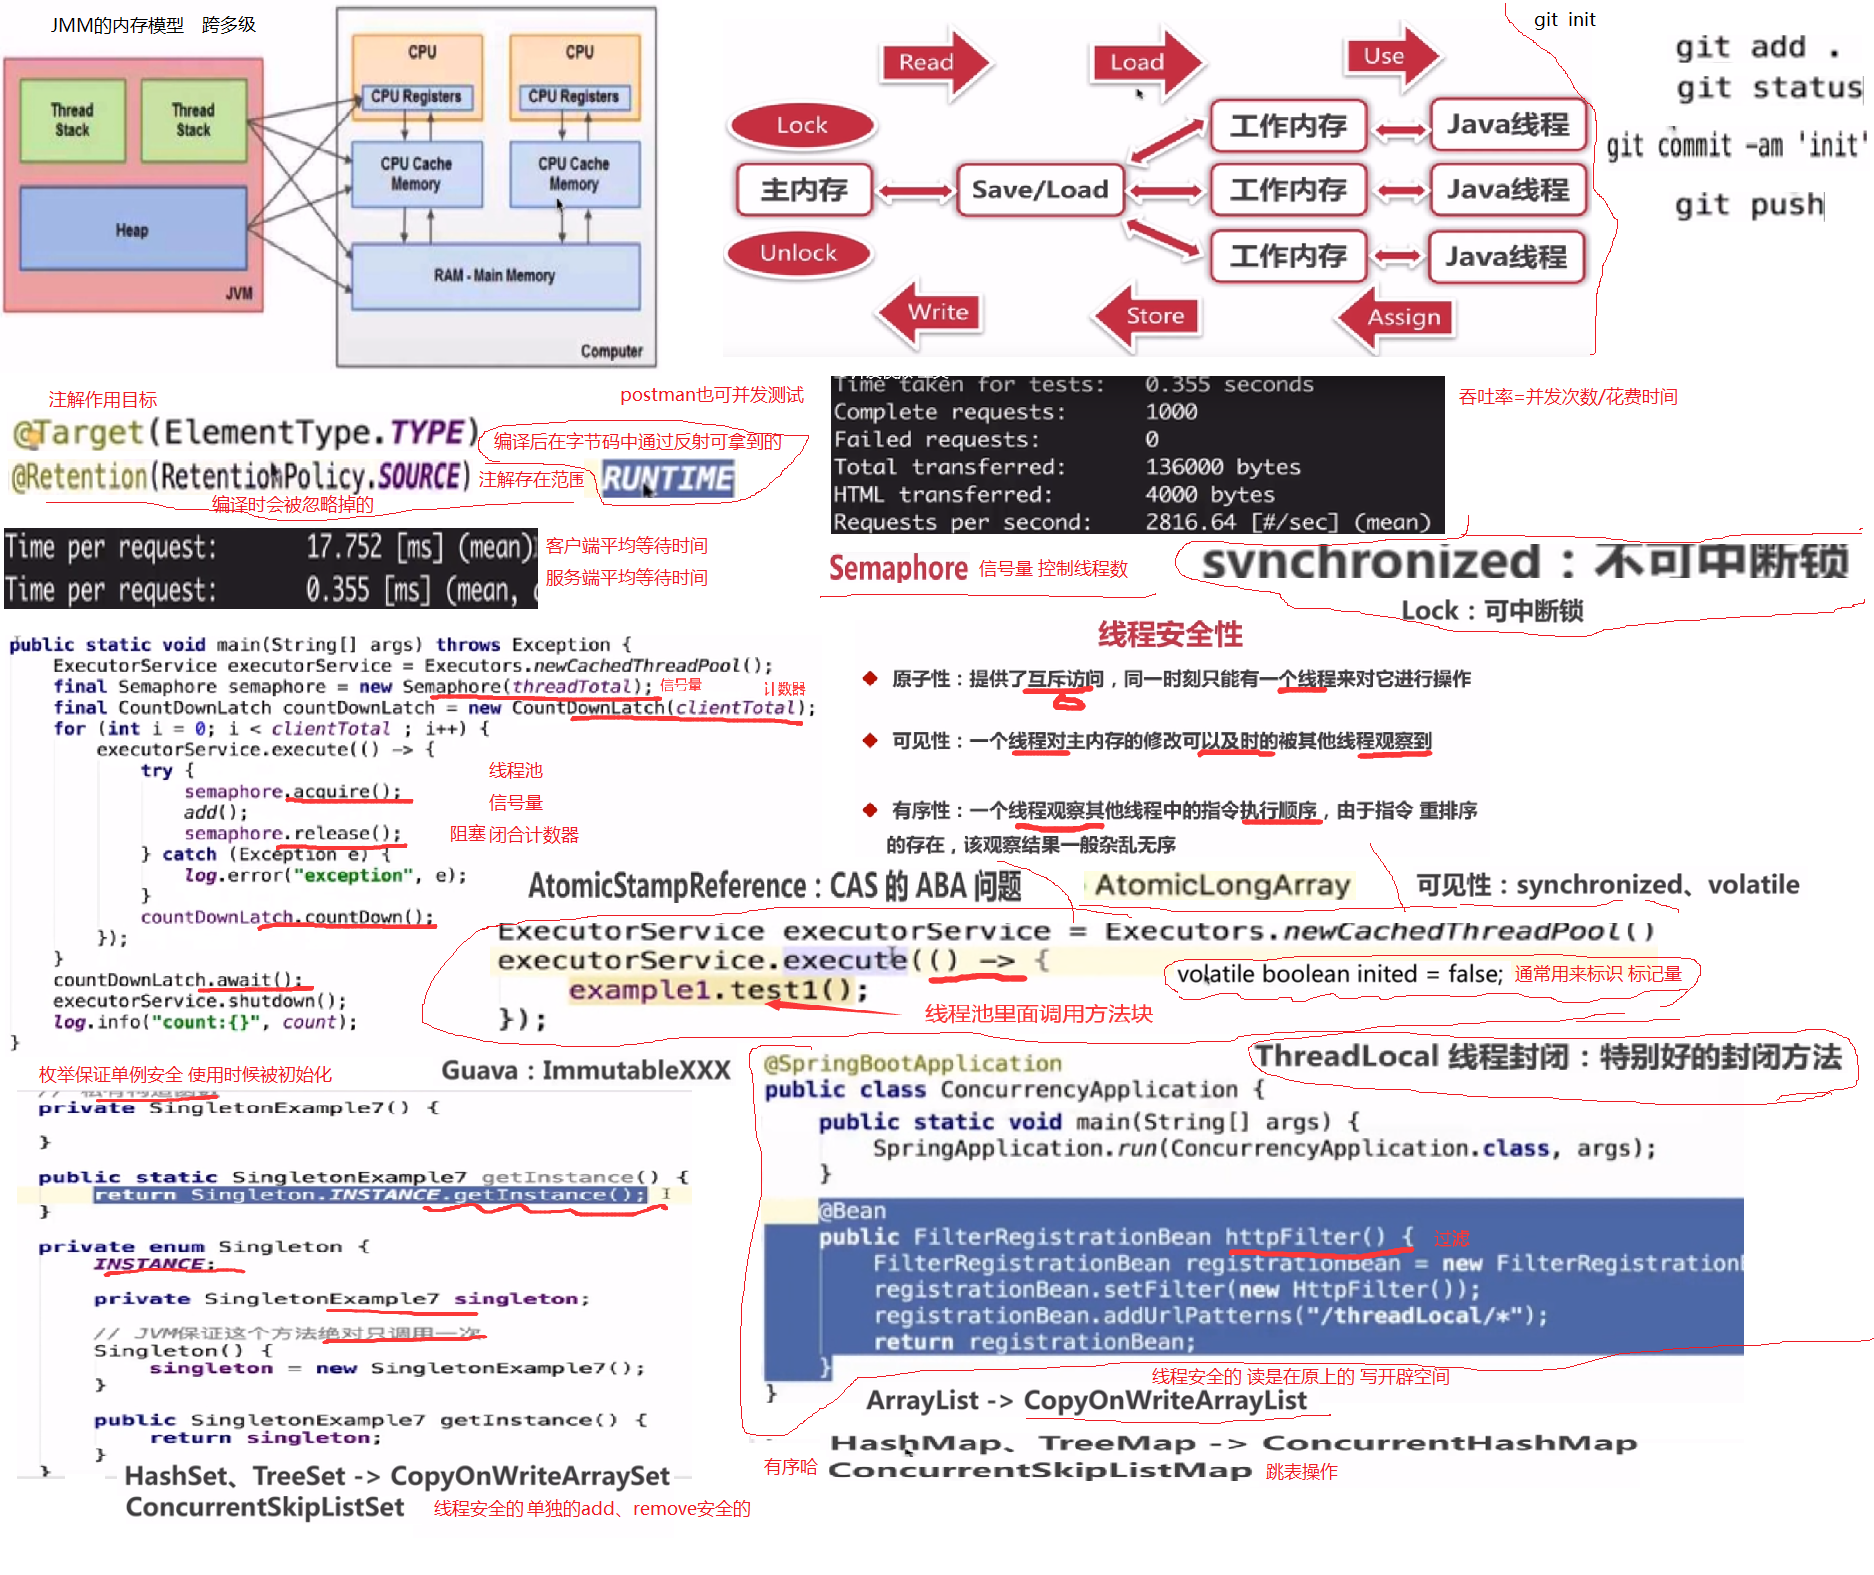 JMM的内存模型 跨多级
CPU
CPU
CPU Registers
CPU Registers
Thread
Stack
Thread
Stack
CPU Cache
Memory
CPU Cache
Memory
Heap
RAM - Main Memory
JVM
Computer
Read
Load
Use
Lock
主内存
Unlock
Save/Load
工作内存
Java线程
工作内存
Java线程
工作内存
Java线程
Write
Store
Assign
git init
git add .
git status
git commit -am 'init'
git push
注解作用目标
@Target(ElementType.TYPE)
编译后在字节码中通过反射可拿到的
@Retention(RetentionPolicy.SOURCE)
注解存在范围
RUNTIME
编译时会被忽略掉的
postman也可并发测试
Time taken for tests: 0.355 seconds
Complete requests: 1000
Failed requests: 0
Total transferred: 136000 bytes
HTML transferred: 4000 bytes
Requests per second: 2816.64 [#/sec] (mean)
吞吐率=并发次数/花费时间
Time per request: 17.752 [ms] (mean)
客户端平均等待时间
Time per request: 0.355 [ms] (mean,
服务端平均等待时间
Semaphore 信号量 控制线程数
synchronized：不可中断锁
Lock：可中断锁
public static void main(String[] args) throws Exception {
ExecutorService executorService = Executors.newCachedThreadPool();
final Semaphore semaphore = new Semaphore(threadTotal); 信号量
计数器
final CountDownLatch countDownLatch = new CountDownLatch(clientTotal);
for (int i = 0; i < clientTotal ; i++) {
executorService.execute(() -> {
try {
semaphore.acquire();
add();
semaphore.release();
} catch (Exception e) {
log.error("exception", e);
}
countDownLatch.countDown();
});
}
countDownLatch.await();
executorService.shutdown();
log.info("count:{}", count);
}
线程池
信号量
阻塞 闭合计数器
线程安全性
原子性：提供了互斥访问，同一时刻只能有一个线程来对它进行操作
可见性：一个线程对主内存的修改可以及时的被其他线程观察到
有序性：一个线程观察其他线程中的指令执行顺序，由于指令 重排序
的存在，该观察结果一般杂乱无序
AtomicStampReference：CAS 的 ABA 问题
AtomicLongArray
可见性：synchronized、volatile
ExecutorService executorService = Executors.newCachedThreadPool()
executorService.execute(() -> {
example1.test1();
});
线程池里面调用方法块
volatile boolean inited = false; 通常用来标识 标记量
Guava：ImmutableXXX
ThreadLocal 线程封闭：特别好的封闭方法
枚举保证单例安全 使用时候被初始化
// 私有构造函数
private SingletonExample7() {
}
public static SingletonExample7 getInstance() {
return Singleton.INSTANCE.getInstance();
}
private enum Singleton {
INSTANCE;
private SingletonExample7 singleton;
// JVM保证这个方法绝对只调用一次
Singleton() {
singleton = new SingletonExample7();
}
public SingletonExample7 getInstance() {
return singleton;
}
}
@SpringBootApplication
public class ConcurrencyApplication {
public static void main(String[] args) {
SpringApplication.run(ConcurrencyApplication.class, args);
}
@Bean
public FilterRegistrationBean httpFilter() { 过滤
FilterRegistrationBean registrationBean = new FilterRegistration
registrationBean.setFilter(new HttpFilter());
registrationBean.addUrlPatterns("/threadLocal/*");
return registrationBean;
}
}
线程安全的 读是在原上的 写开辟空间
ArrayList -> CopyOnWriteArrayList
HashMap、TreeMap -> ConcurrentHashMap
有序哈 ConcurrentSkipListMap 跳表操作
HashSet、TreeSet -> CopyOnWriteArraySet
ConcurrentSkipListSet 线程安全的 单独的add、remove安全的